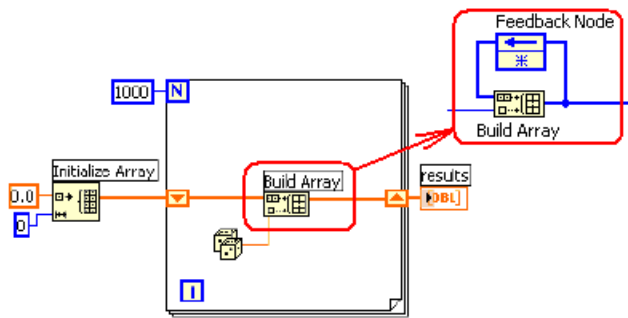 Feedback Node
Build Array
1000
N
Initialize Array
Build Array
results
0.0
DBL
0
i